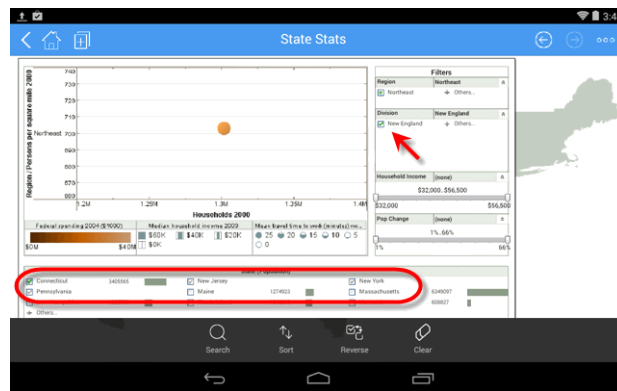 3:4
State Stats
Filters
Region Northeast
Northeast Others...
Division New England
New England Others...
Household Income (none)
$32,000..$56,500
$32,000 $56,500
Pop Change (none)
1%..66%
1% 66%
Region / Persons per square mile 2000
740
730
720
710
Northeast 700
690
680
670
660
1.2M 1.25M 1.3M 1.35M 1.4M
Households 2000
Federal spending 2004 ($1000) Median household income 2009 Mean travel time to work (minutes)
$0M $40M $60K $40K $20K $0K
25 20 15 10 5
0
State (Population)
Connecticut 3405565 New Jersey New York
Pennsylvania Maine 1274923 Massachusetts 6349097
608827
Others...
Search Sort Reverse Clear